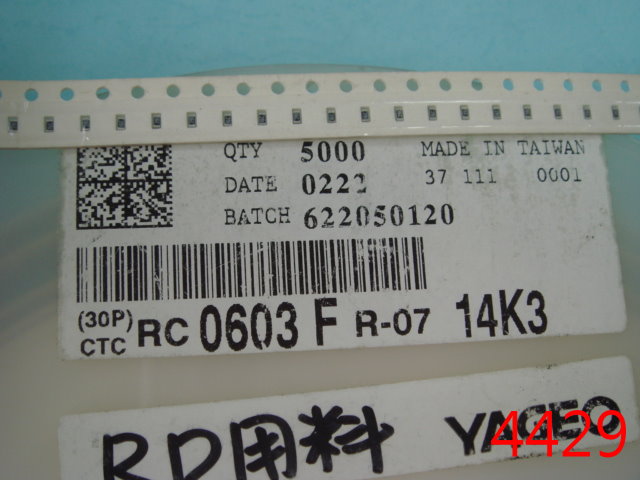 QTY 5000 MADE IN TAIWAN
DATE 0222 37 111 0001
BATCH 622050120
(30P) CTC RC 0603 F R-07 14K3
RD用料 YAGEO
4429